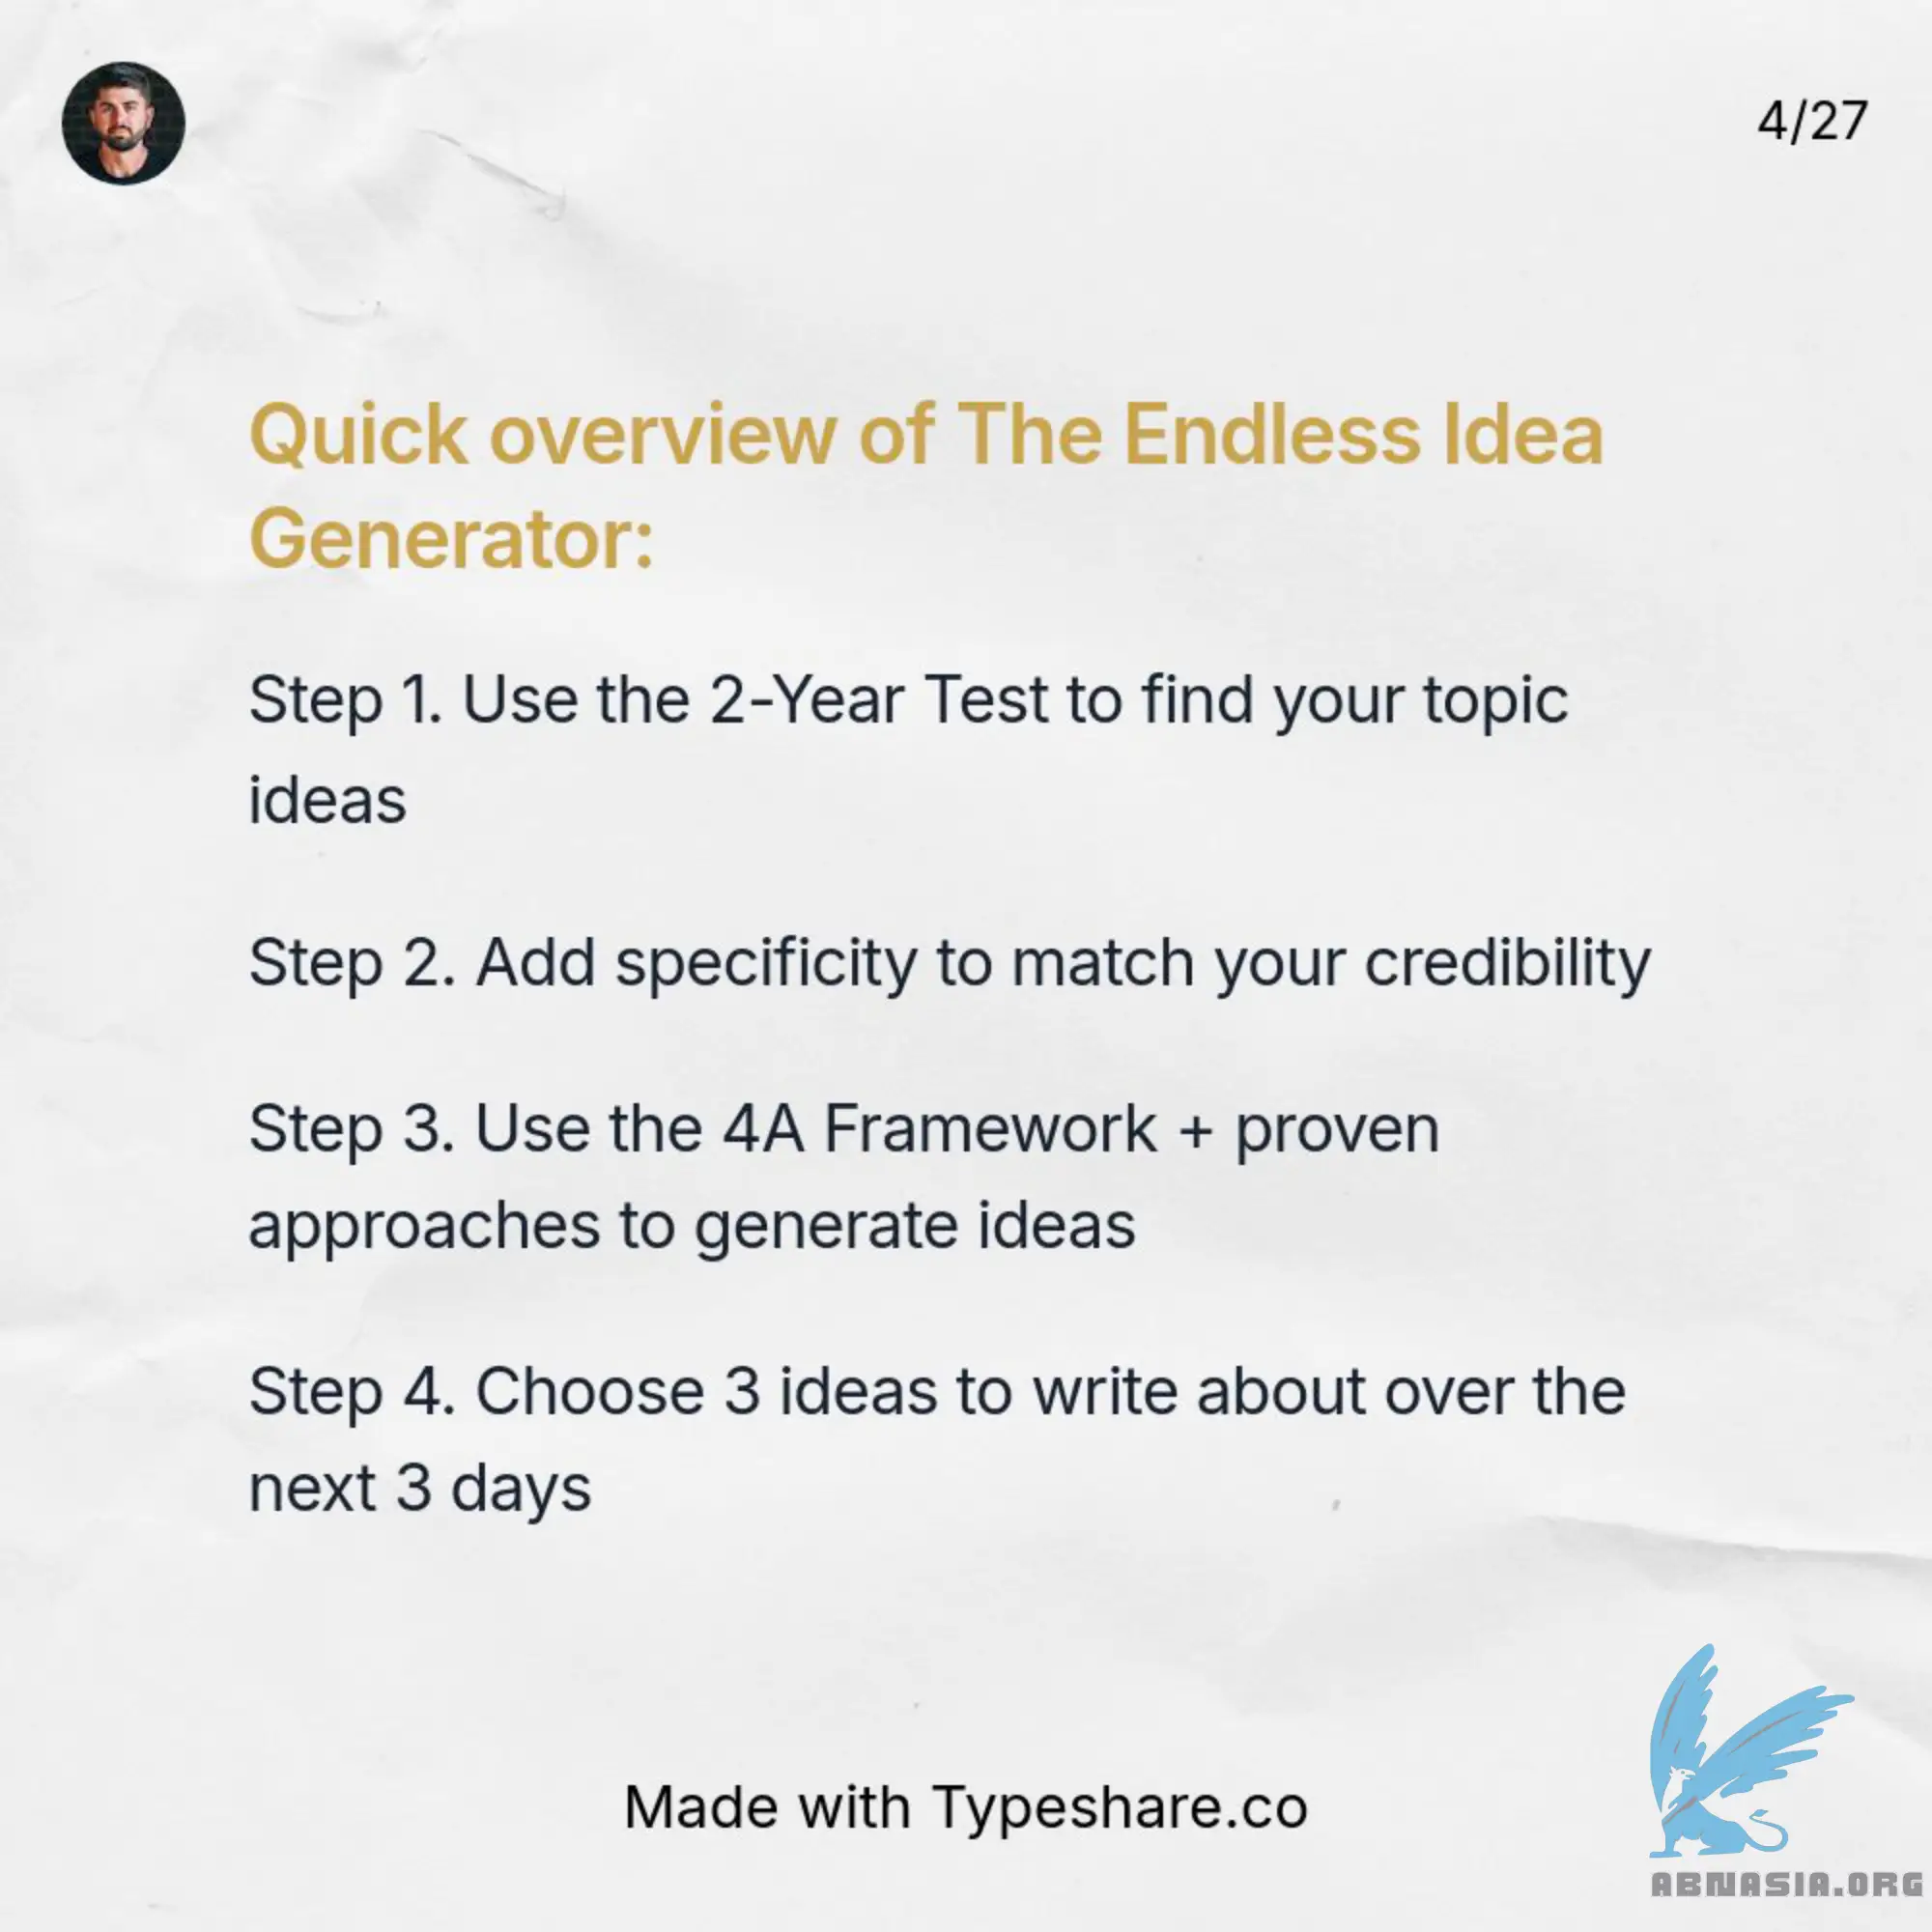 4/27
Quick overview of The Endless Idea
Generator:
Step 1. Use the 2-Year Test to find your topic
ideas
Step 2. Add specificity to match your credibility
Step 3. Use the 4A Framework + proven
approaches to generate ideas
Step 4. Choose 3 ideas to write about over the
next 3 days
Made with Typeshare.co
ABNASIA.ORG